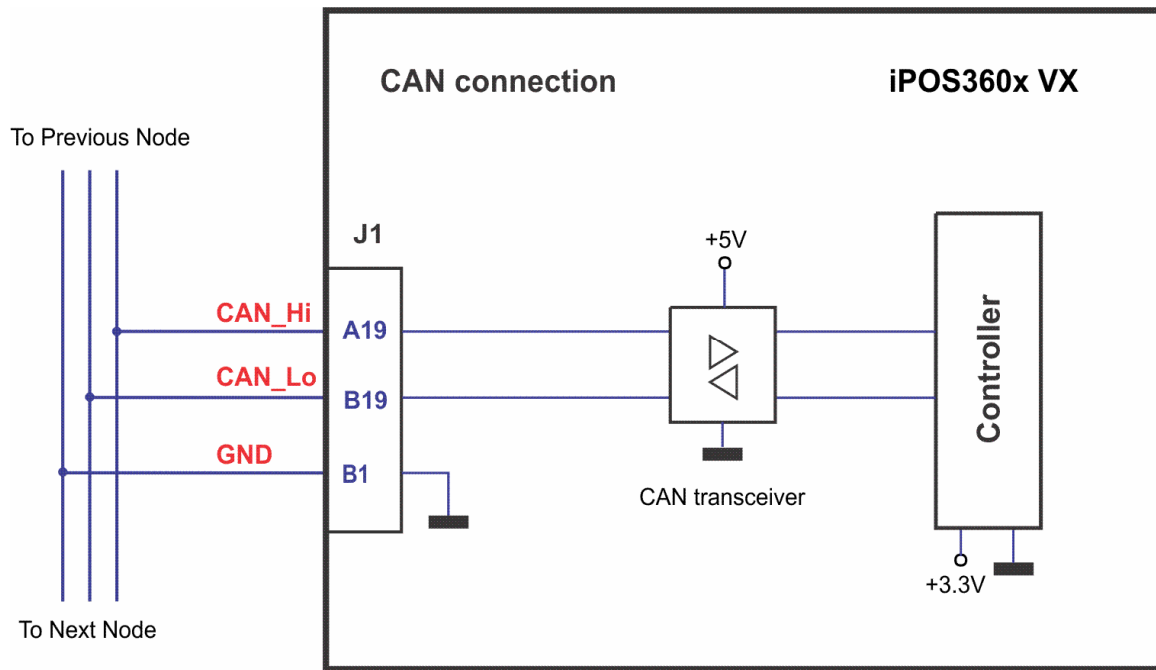 CAN connection
iPOS360x VX
To Previous Node
J1
+5V
CAN_Hi
A19
CAN_Lo
B19
GND
B1
CAN transceiver
Controller
+3.3V
To Next Node